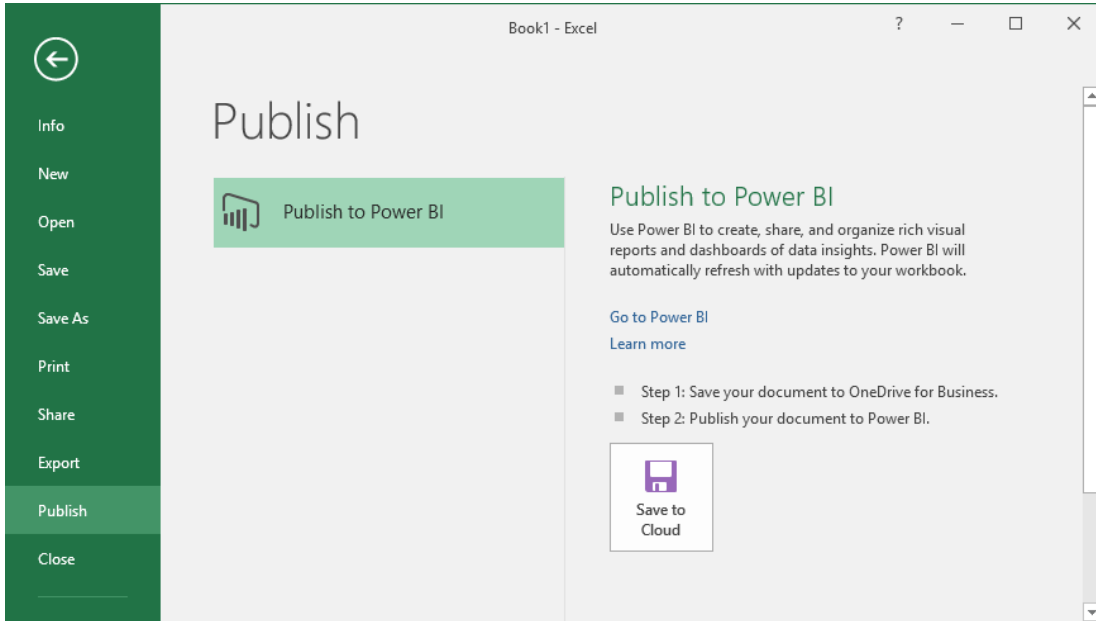 Book1 - Excel
?
Info
New
Open
Save
Save As
Print
Share
Export
Publish
Close
Publish
Publish to Power BI
Publish to Power BI
Use Power BI to create, share, and organize rich visual
reports and dashboards of data insights. Power BI will
automatically refresh with updates to your workbook.
Go to Power BI
Learn more
Step 1: Save your document to OneDrive for Business.
Step 2: Publish your document to Power BI.
Save to
Cloud